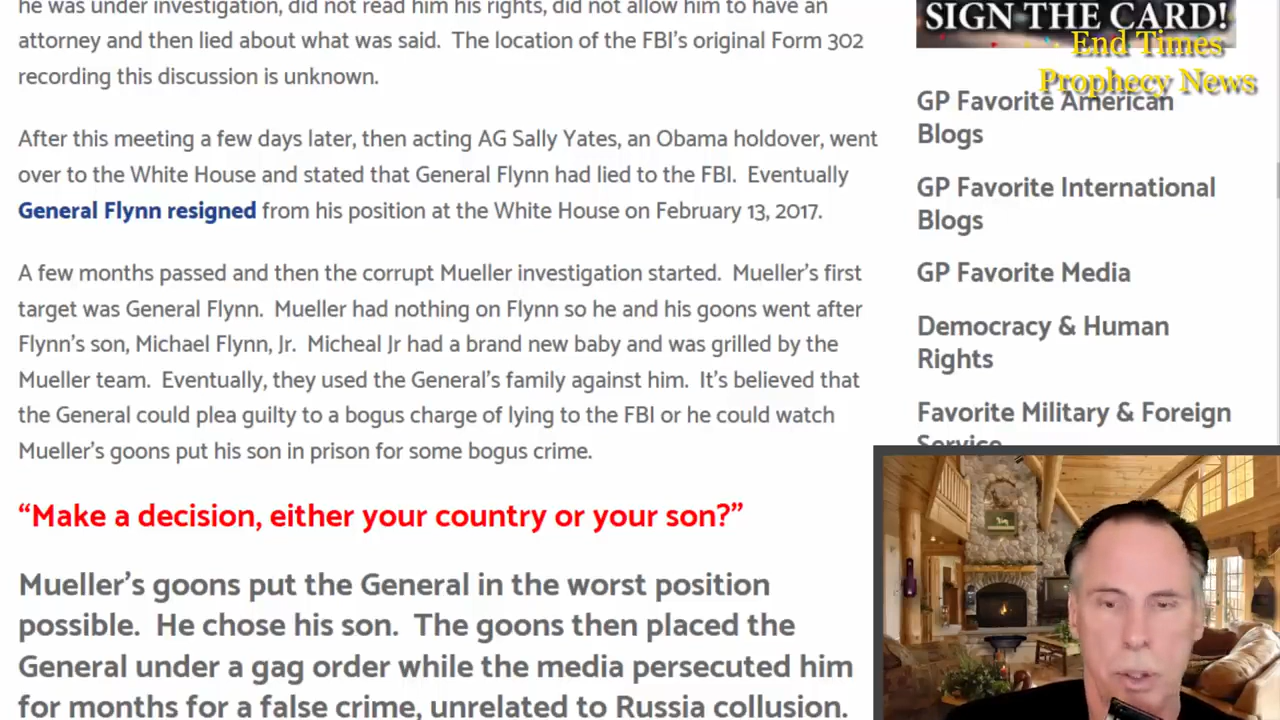 he was under investigation, did not read him his rights, did not allow him to have an
attorney and then lied about what was said. The location of the FBI's original Form 302
recording this discussion is unknown.
After this meeting a few days later, then acting AG Sally Yates, an Obama holdover, went
over to the White House and stated that General Flynn had lied to the FBI. Eventually
General Flynn resigned from his position at the White House on February 13, 2017.
A few months passed and then the corrupt Mueller investigation started. Mueller's first
target was General Flynn. Mueller had nothing on Flynn so he and his goons went after
Flynn's son, Michael Flynn, Jr. Micheal Jr had a brand new baby and was grilled by the
Mueller team. Eventually, they used the General's family against him. It's believed that
the General could plea guilty to a bogus charge of lying to the FBI or he could watch
Mueller's goons put his son in prison for some bogus crime.
“Make a decision, either your country or your son?”
Mueller's goons put the General in the worst position
possible. He chose his son. The goons then placed the
General under a gag order while the media persecuted him
for months for a false crime, unrelated to Russia collusion.
SIGN THE CARD!
End Times
Prophecy News
GP Favorite American
Blogs
GP Favorite International
Blogs
GP Favorite Media
Democracy & Human
Rights
Favorite Military & Foreign
Service